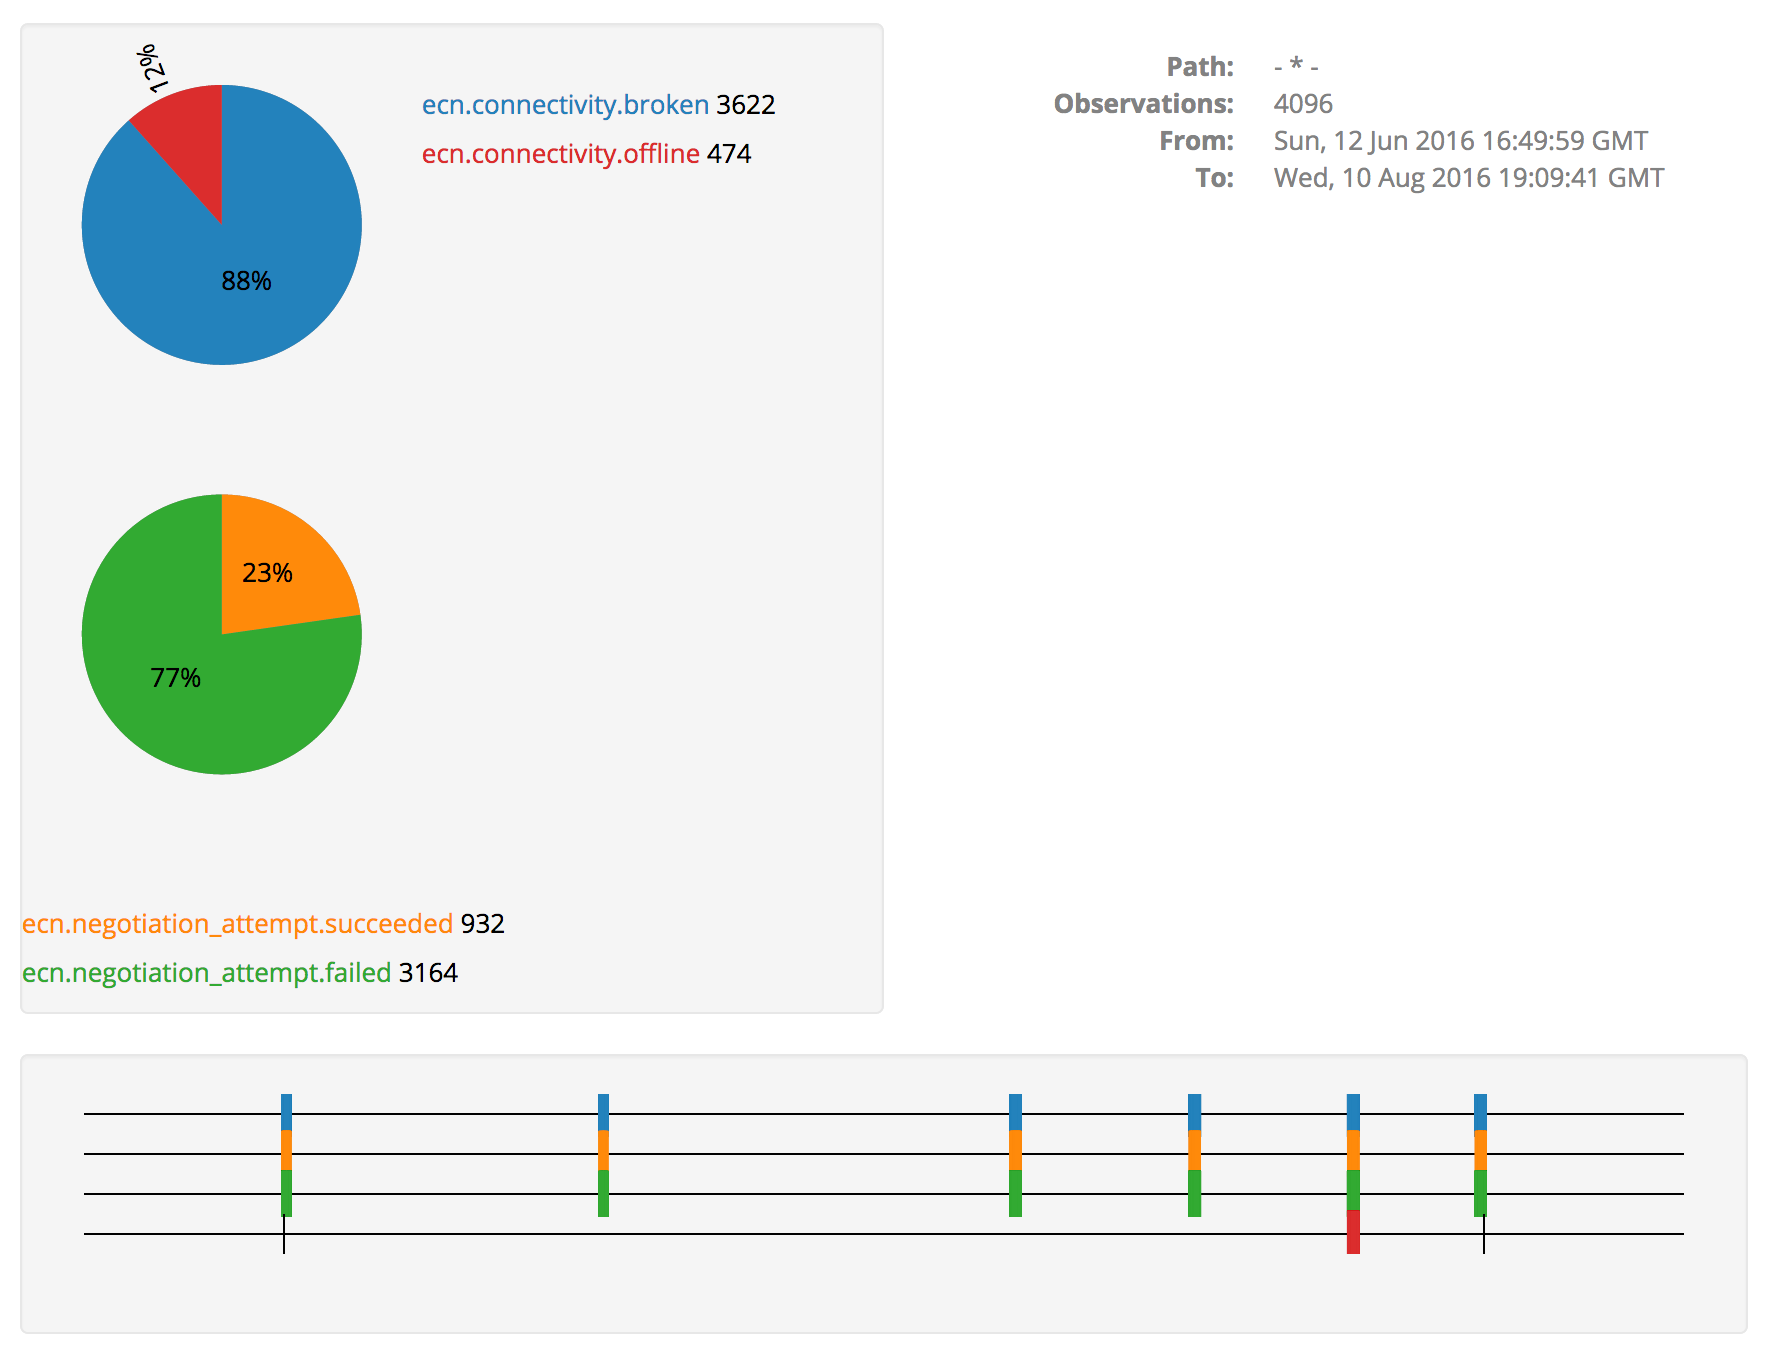 12%
88%
ecn.connectivity.broken 3622
ecn.connectivity.offline 474
Path: - * -
Observations: 4096
From: Sun, 12 Jun 2016 16:49:59 GMT
To: Wed, 10 Aug 2016 19:09:41 GMT
23%
77%
ecn.negotiation_attempt.succeeded 932
ecn.negotiation_attempt.failed 3164